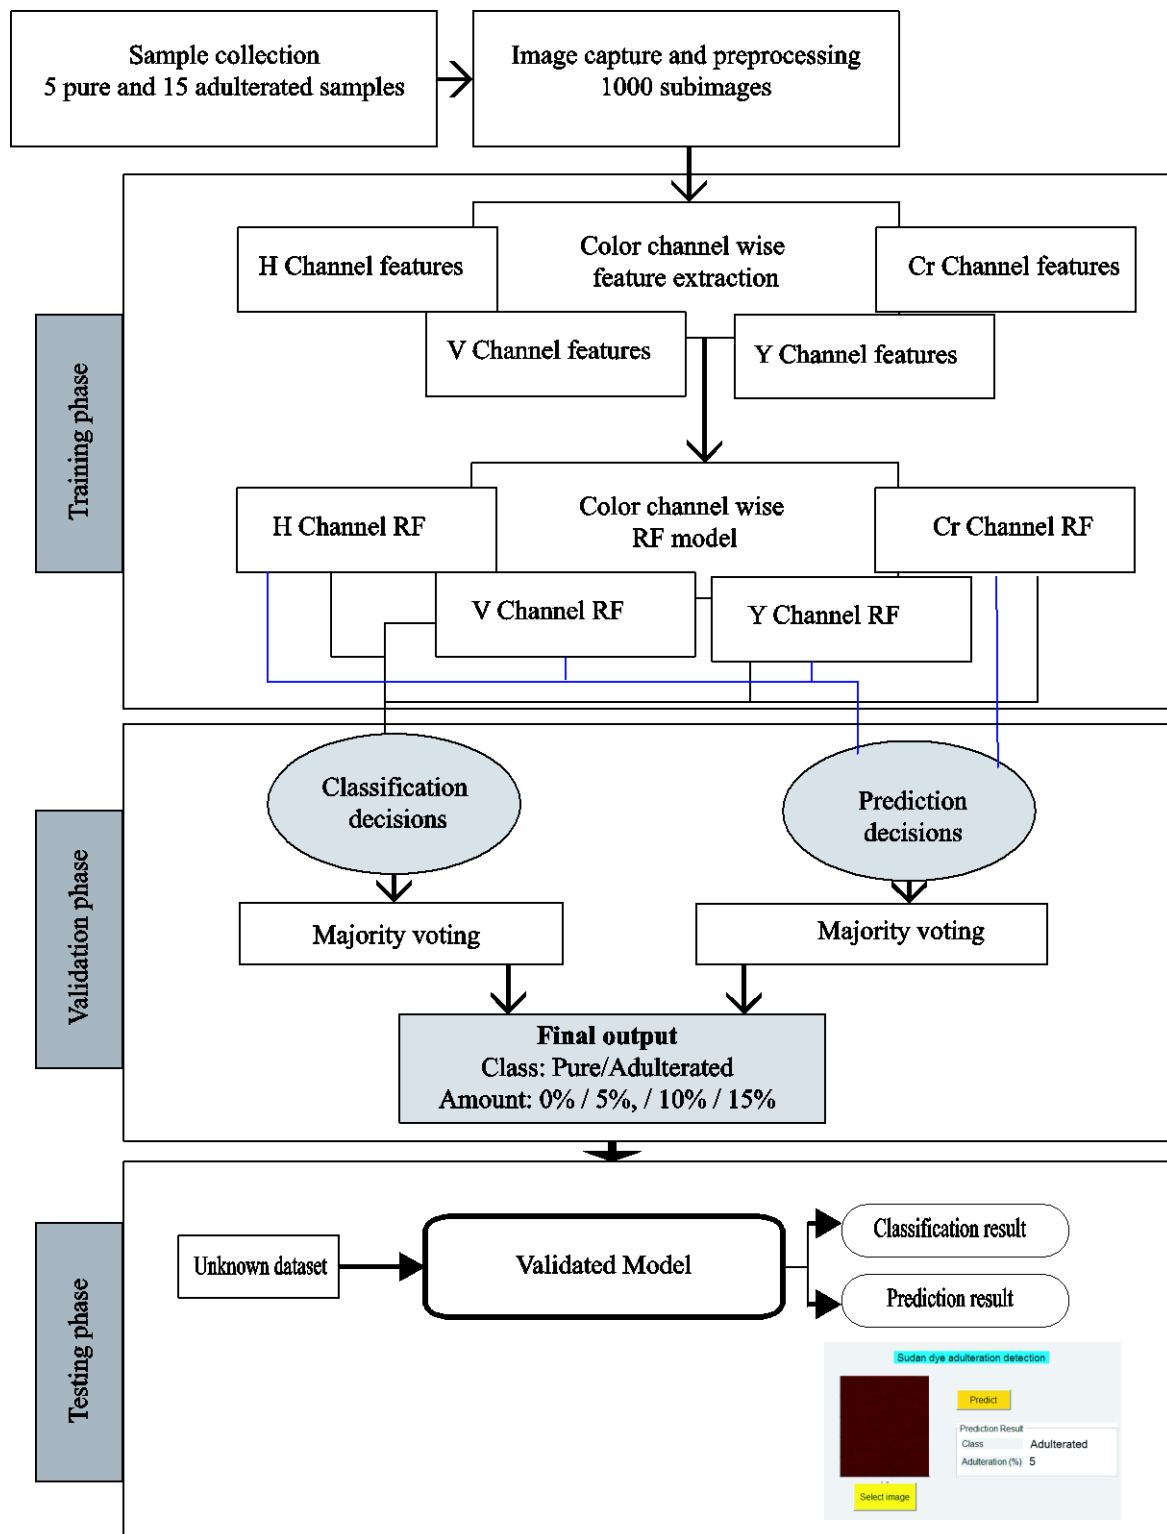 Sample collection
5 pure and 15 adulterated samples
Image capture and preprocessing
1000 subimages
Training phase
Color channel wise
feature extraction
H Channel features
Cr Channel features
V Channel features
Y Channel features
Color channel wise
RF model
H Channel RF
Cr Channel RF
V Channel RF
Y Channel RF
Validation phase
Classification
decisions
Prediction
decisions
Majority voting
Majority voting
Final output
Class: Pure/Adulterated
Amount: 0% / 5%, / 10% / 15%
Testing phase
Unknown dataset
Validated Model
Classification result
Prediction result
Sudan dye adulteration detection
Predict
Prediction Result
Class Adulterated
Adulteration (%) 5
Select image